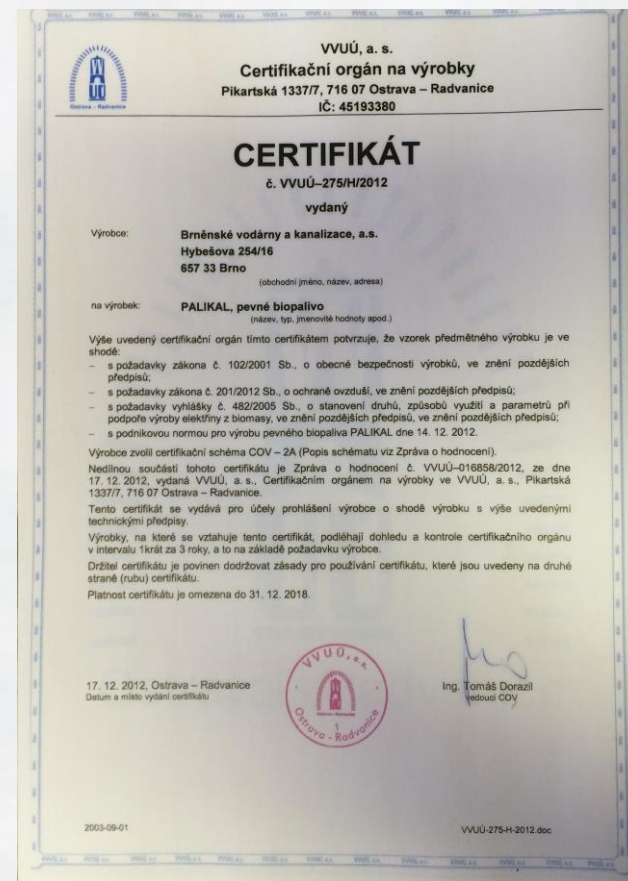 VVUÚ, a. s.
Certifikační orgán na výrobky
Pikartská 1337/7, 716 07 Ostrava – Radvanice
IČ: 45193380
VVUÚ
Ostrava - Radvanice
CERTIFIKÁT
č. VVUÚ–275/H/2012
vydaný
Výrobce: Brněnské vodárny a kanalizace, a.s.
Hybešova 254/16
657 33 Brno
(obchodní jméno, název, adresa)
na výrobek: PALIKAL, pevné biopalivo
(název, typ, jmenovité hodnoty apod.)
Výše uvedený certifikační orgán tímto certifikátem potvrzuje, že vzorek předmětného výrobku je ve
shodě:
– s požadavky zákona č. 102/2001 Sb., o obecné bezpečnosti výrobků, ve znění pozdějších
předpisů;
– s požadavky zákona č. 201/2012 Sb., o ochraně ovzduší, ve znění pozdějších předpisů;
– s požadavky vyhlášky č. 482/2005 Sb., o stanovení druhů, způsobů využití a parametrů při
podpoře výroby elektřiny z biomasy, ve znění pozdějších předpisů, ve znění pozdějších předpisů;
– s podnikovou normou pro výrobu pevného biopaliva PALIKAL dne 14. 12. 2012.
Výrobce zvolil certifikační schéma COV – 2A (Popis schématu viz Zpráva o hodnocení).
Nedílnou součástí tohoto certifikátu je Zpráva o hodnocení č. VVUÚ–016858/2012, ze dne
17. 12. 2012, vydaná VVUÚ, a. s., Certifikačním orgánem na výrobky ve VVUÚ, a. s., Pikartská
1337/7, 716 07 Ostrava – Radvanice.
Tento certifikát se vydává pro účely prohlášení výrobce o shodě výrobku s výše uvedenými
technickými předpisy.
Výrobky, na které se vztahuje tento certifikát, podléhají dohledu a kontrole certifikačního orgánu
v intervalu 1krát za 3 roky, a to na základě požadavku výrobce.
Držitel certifikátu je povinen dodržovat zásady pro používání certifikátu, které jsou uvedeny na druhé
straně (rubu) certifikátu.
Platnost certifikátu je omezena do 31. 12. 2018.
17. 12. 2012, Ostrava – Radvanice
Datum a místo vydání certifikátu
VVUÚ, a.s.
1
Ostrava - Radvanice
Ing. Tomáš Dorazil
vedoucí COV
2003-09-01
VVUÚ-275-H-2012.doc